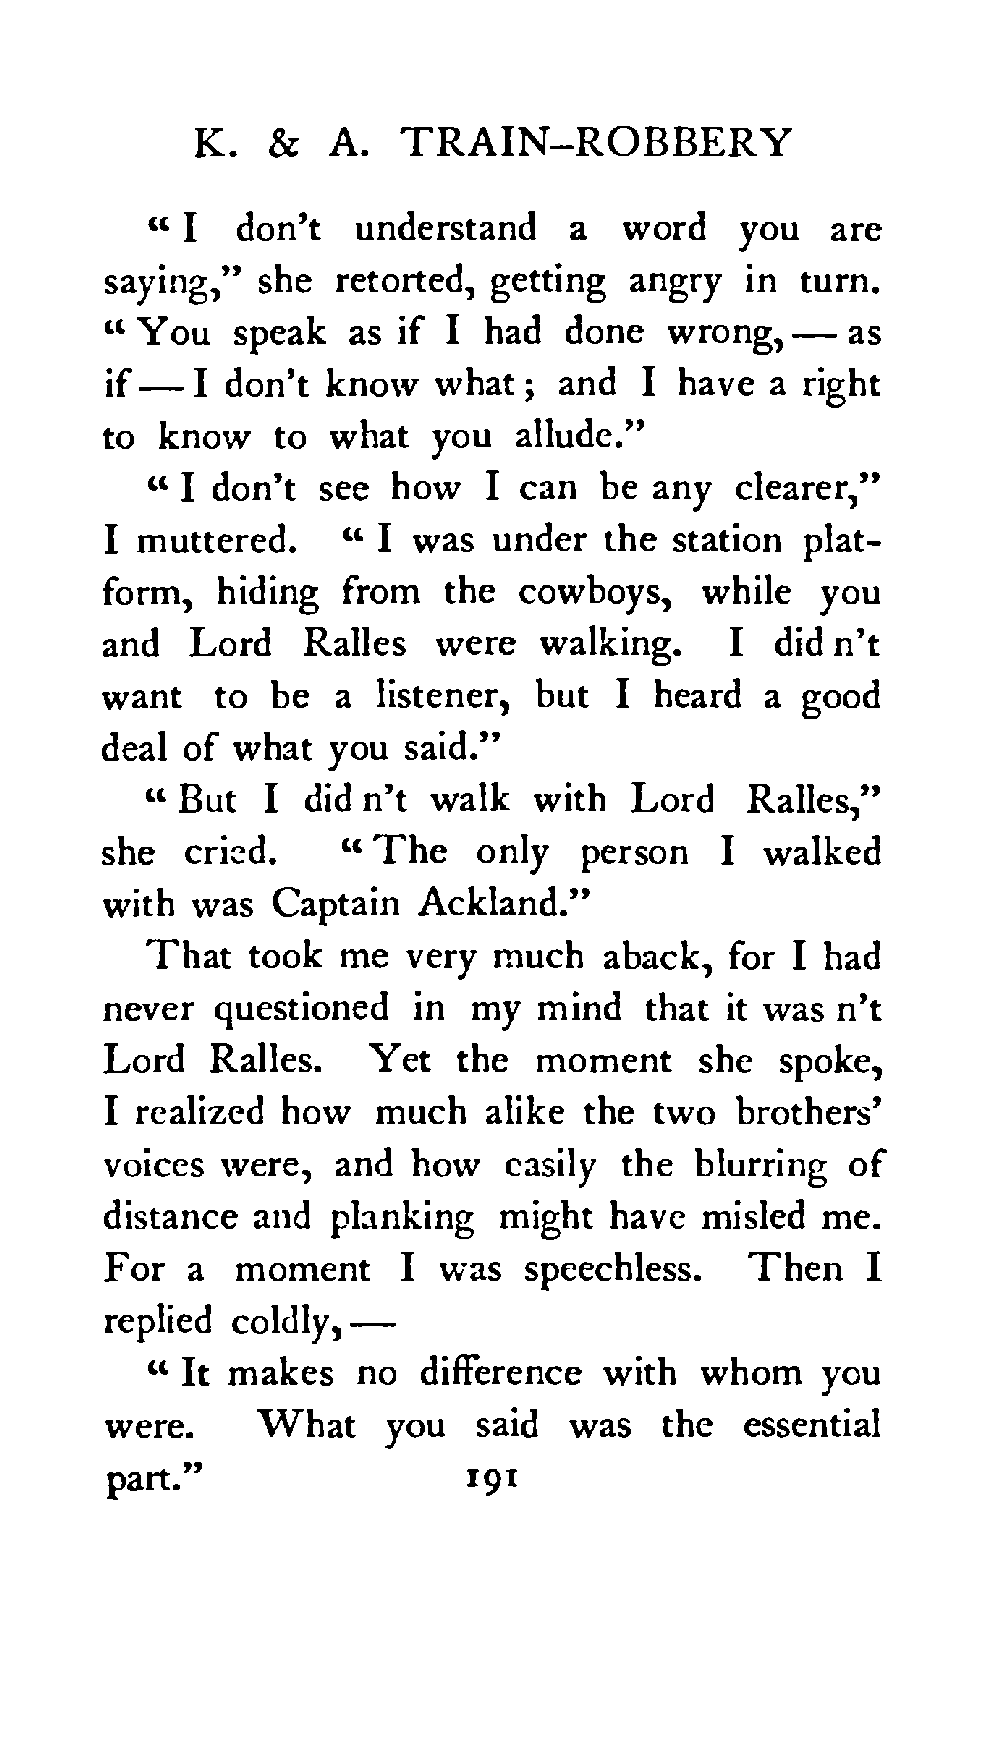 K. & A. TRAIN-ROBBERY
“ I don’t understand a word you are
saying,” she retorted, getting angry in turn.
“ You speak as if I had done wrong, — as
if — I don’t know what ; and I have a right
to know to what you allude.”
“ I don’t see how I can be any clearer,”
I muttered. “ I was under the station plat-
form, hiding from the cowboys, while you
and Lord Ralles were walking. I did n’t
want to be a listener, but I heard a good
deal of what you said.”
“ But I did n’t walk with Lord Ralles,”
she cried. “ The only person I walked
with was Captain Ackland.”
That took me very much aback, for I had
never questioned in my mind that it was n’t
Lord Ralles. Yet the moment she spoke,
I realized how much alike the two brothers’
voices were, and how easily the blurring of
distance and planking might have misled me.
For a moment I was speechless. Then I
replied coldly, —
“ It makes no difference with whom you
were. What you said was the essential
part.” 191